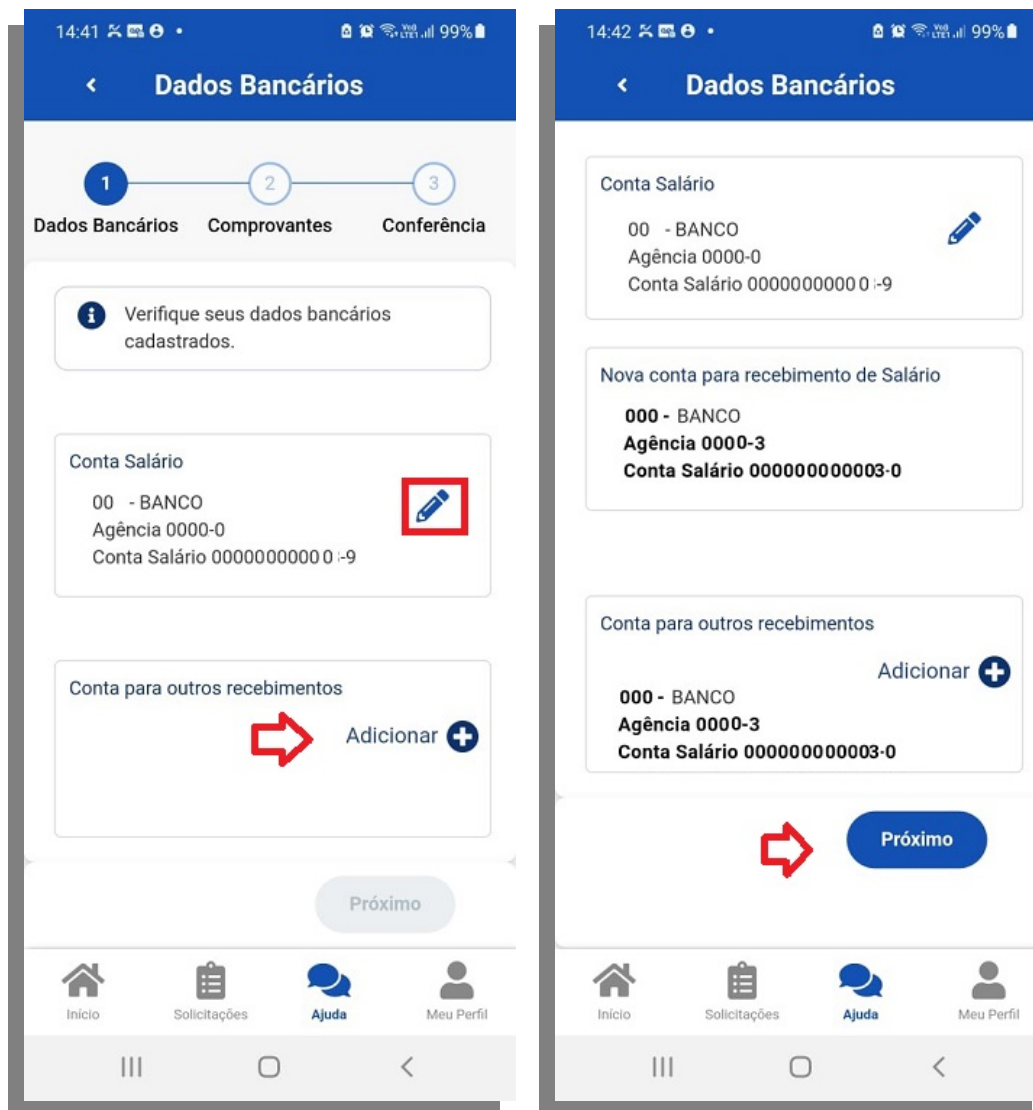 14:41
99%
Dados Bancários
1
2
3
Dados Bancários
Comprovantes
Conferência
Verifique seus dados bancários
cadastrados.
Conta Salário
00 - BANCO
Agência 0000-0
Conta Salário 00000000000 -9
Conta para outros recebimentos
Adicionar
Próximo
Início
Solicitações
Ajuda
Meu Perfil
14:42
99%
Dados Bancários
Conta Salário
00 - BANCO
Agência 0000-0
Conta Salário 00000000000 -9
Nova conta para recebimento de Salário
000 - BANCO
Agência 0000-3
Conta Salário 000000000003-0
Conta para outros recebimentos
Adicionar
000 - BANCO
Agência 0000-3
Conta Salário 000000000003-0
Próximo
Início
Solicitações
Ajuda
Meu Perfil